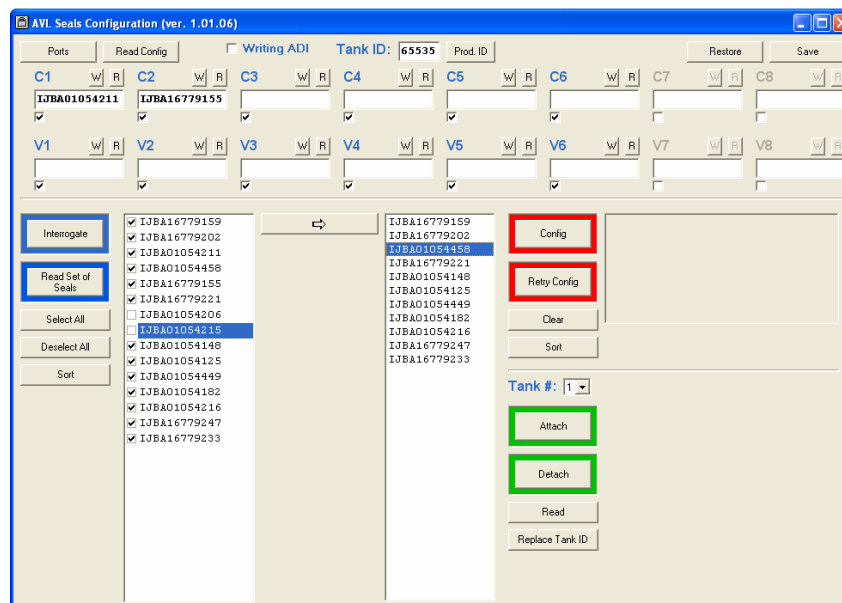 AVL Seals Configuration (ver. 1.01.06)
Ports Read Config Writing ADI Tank ID: 65535 Prod. ID Restore Save
C1 W R C2 W R C3 W R C4 W R C5 W R C6 W R C7 W R C8 W R
IJBA01054211 IJBA16779155
V1 W R V2 W R V3 W R V4 W R V5 W R V6 W R V7 W R V8 W R
Interrogate
Read Set of
Seals
Select All
Deselect All
Sort
IJBA16779159
IJBA16779202
IJBA01054211
IJBA01054458
IJBA16779155
IJBA16779221
IJBA01054206
IJBA01054215
IJBA01054148
IJBA01054125
IJBA01054449
IJBA01054182
IJBA01054216
IJBA16779247
IJBA16779233
IJBA16779159
IJBA16779202
IJBA01054458
IJBA16779221
IJBA01054148
IJBA01054125
IJBA01054449
IJBA01054182
IJBA01054216
IJBA16779247
IJBA16779233
Config
Retry Config
Clear
Sort
Tank #: 1
Attach
Detach
Read
Replace Tank ID